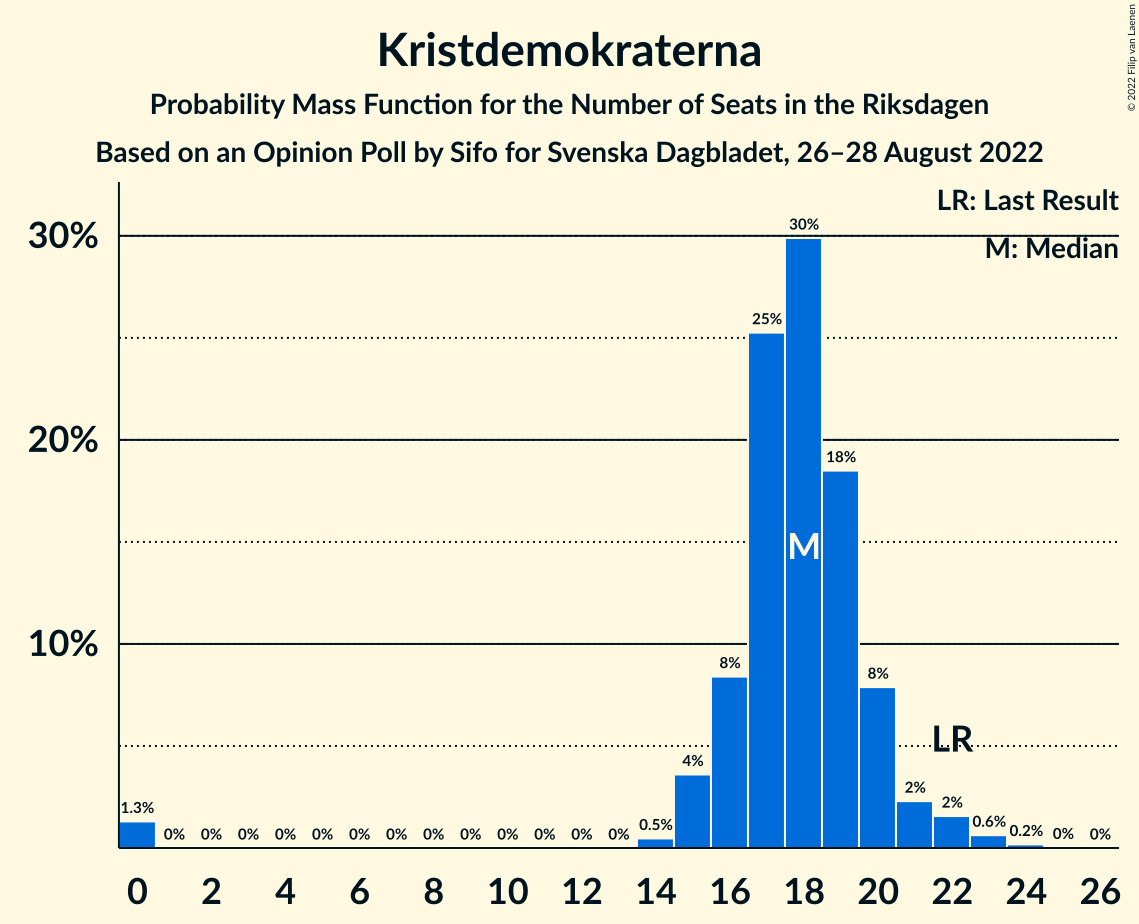 Kristdemokraterna
Probability Mass Function for the Number of Seats in the Riksdagen
Based on an Opinion Poll by Sifo for Svenska Dagbladet, 26–28 August 2022
© 2022 Filip van Laenen
LR: Last Result
M: Median
30%
20%
10%
1.3% 0% 0% 0% 0% 0% 0% 0% 0% 0% 0% 0% 0% 0% 0.5% 4% 8% 25% 30% 18% 8% 2% 2% 0.6% 0.2% 0% 0%
M
LR
0 2 4 6 8 10 12 14 16 18 20 22 24 26